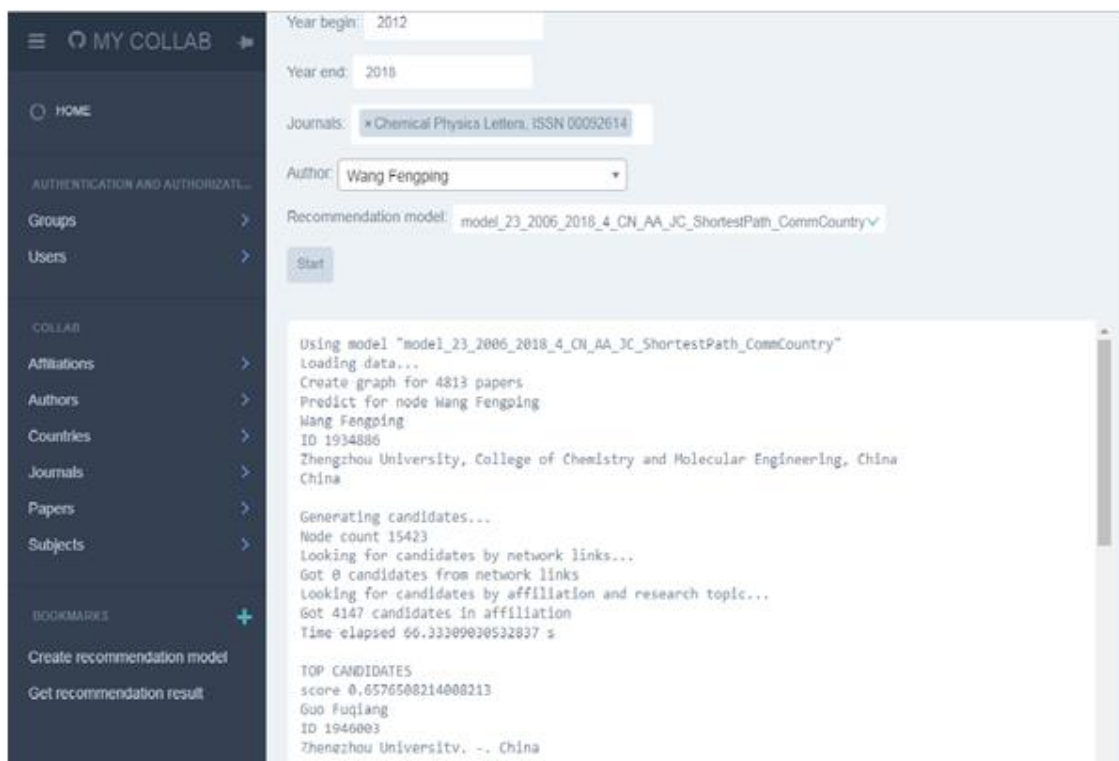 MY COLLAB
HOME
AUTHENTICATION AND AUTHORIZATI...
Groups
Users
COLLAB
Affiliations
Authors
Countries
Journals
Papers
Subjects
BOOKMARKS
Create recommendation model
Get recommendation result
Year begin: 2012
Year end: 2018
Journals: × Chemical Physics Letters, ISSN 00092614
Author: Wang Fengping
Recommendation model: model_23_2006_2018_4_CN_AA_JC_ShortestPath_CommCountry
Start
Using model "model_23_2006_2018_4_CN_AA_JC_ShortestPath_CommCountry"
Loading data...
Create graph for 4813 papers
Predict for node Wang Fengping
Wang Fengping
ID 1934886
Zhengzhou University, College of Chemistry and Molecular Engineering, China
China
Generating candidates...
Node count 15423
Looking for candidates by network links...
Got 0 candidates from network links
Looking for candidates by affiliation and research topic...
Got 4147 candidates in affiliation
Time elapsed 66.33309030532837 s
TOP CANDIDATES
score 0.6576508214008213
Guo Fuqiang
ID 1946003
Zhengzhou University, -, China